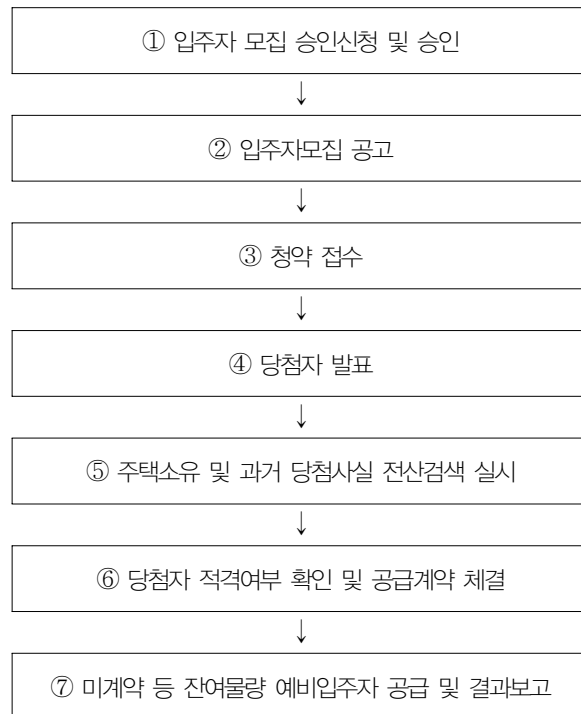 ① 입주자 모집 승인신청 및 승인
↓
② 입주자모집 공고
↓
③ 청약 접수
↓
④ 당첨자 발표
↓
⑤ 주택소유 및 과거 당첨사실 전산검색 실시
↓
⑥ 당첨자 적격여부 확인 및 공급계약 체결
↓
⑦ 미계약 등 잔여물량 예비입주자 공급 및 결과보고